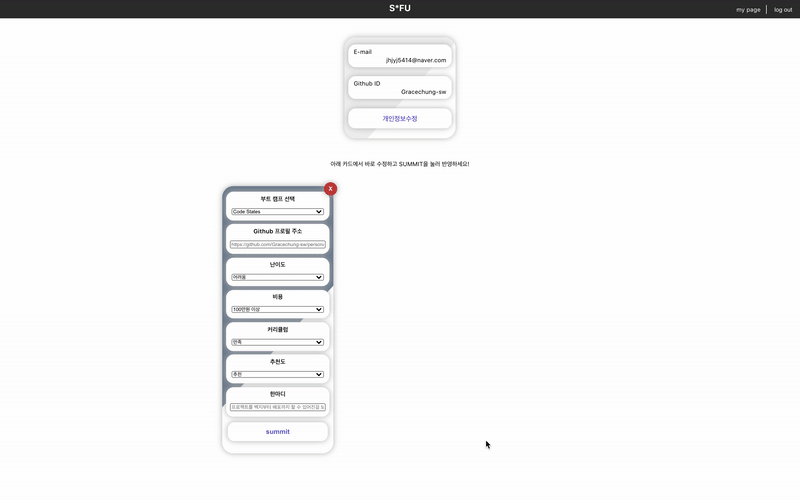 S*FU
my page
log out
E-mail
jhjyj5414@naver.com
Github ID
Gracechung-sw
개인정보수정
아래 카드에서 바로 수정하고 SUMMIT을 눌러 반영하세요!
X
부트 캠프 선택
Code States
Github 프로필 주소
https://github.com/Gracechung-sw/person
난이도
어려움
비용
100만원 이상
커리큘럼
만족
추천도
추천
한마디
프로젝트를 백지부터 배포까지 할 수 있어진걸
summit